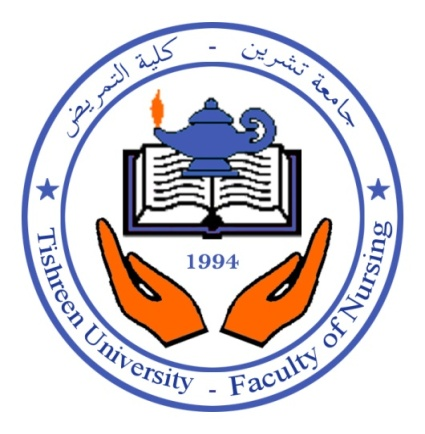 جامعة تشرين - كلية التمريض
1994
Tishreen University - Faculty of Nursing